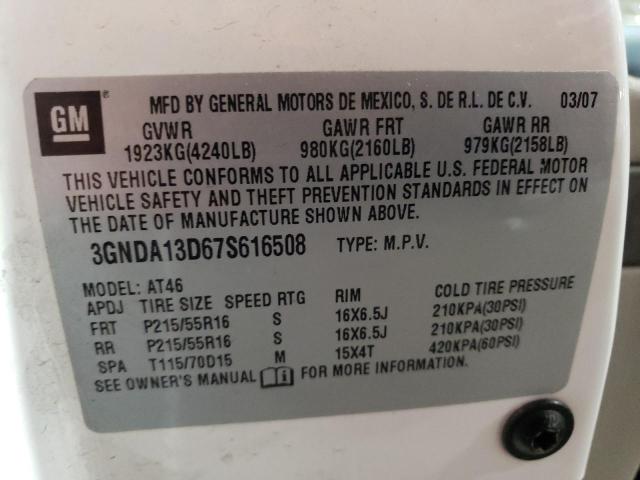 GM ® MFD BY GENERAL MOTORS DE MEXICO, S. DE R.L. DE C.V. 03/07
GVWR GAWR FRT GAWR RR
1923KG(4240LB) 980KG(2160LB) 979KG(2158LB)
THIS VEHICLE CONFORMS TO ALL APPLICABLE U.S. FEDERAL MOTOR
VEHICLE SAFETY AND THEFT PREVENTION STANDARDS IN EFFECT ON
THE DATE OF MANUFACTURE SHOWN ABOVE.
3GNDA13D67S616508 TYPE: M.P.V.
MODEL: AT46
APDJ TIRE SIZE SPEED RTG RIM COLD TIRE PRESSURE
FRT P215/55R16 S 16X6.5J 210KPA(30PSI)
RR P215/55R16 S 16X6.5J 210KPA(30PSI)
SPA T115/70D15 M 15X4T 420KPA(60PSI)
SEE OWNER'S MANUAL FOR MORE INFORMATION.